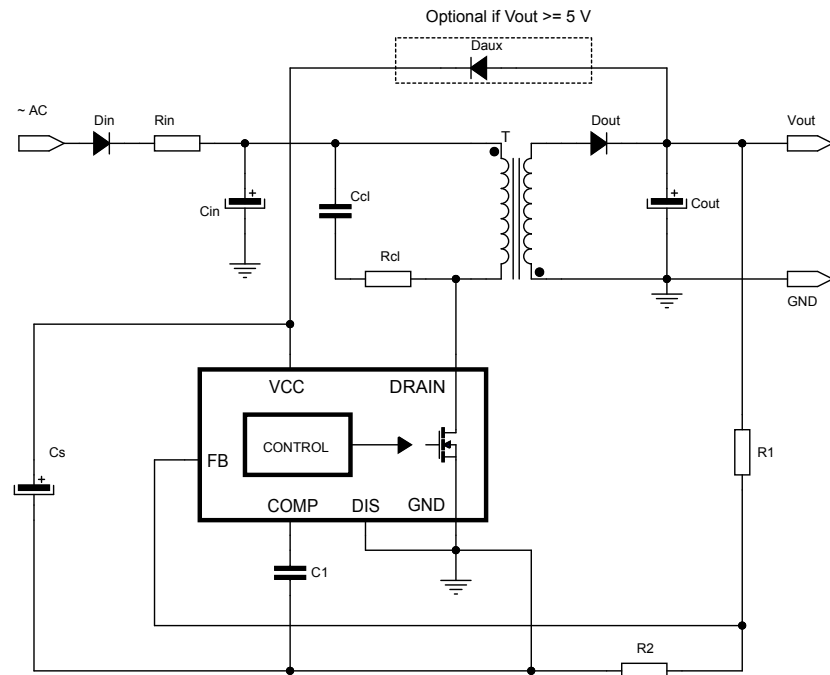 Optional if Vout >= 5 V
Daux
~ AC
Din
Rin
T
Dout
Vout
Ccl
Cin
Cout
Rcl
GND
VCC
DRAIN
CONTROL
FB
R1
Cs
COMP
DIS
GND
C1
R2